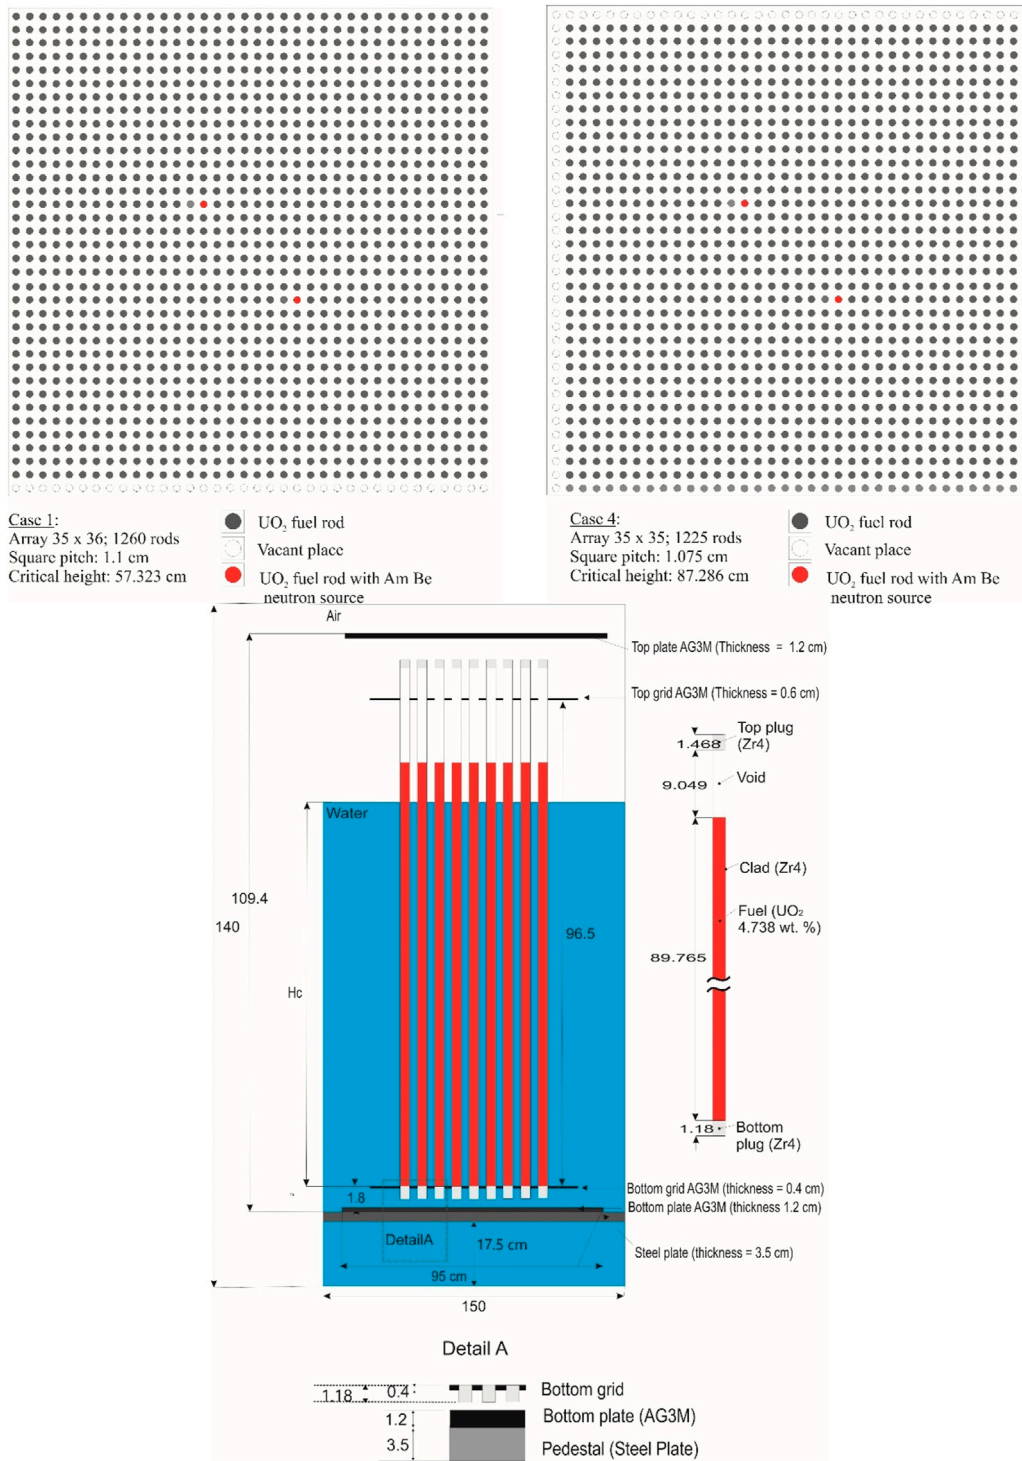 Case 1:
Array 35 x 36; 1260 rods
Square pitch: 1.1 cm
Critical height: 57.323 cm
UO₂ fuel rod
Vacant place
UO₂ fuel rod with Am Be
neutron source
Case 4:
Array 35 x 35; 1225 rods
Square pitch: 1.075 cm
Critical height: 87.286 cm
UO₂ fuel rod
Vacant place
UO₂ fuel rod with Am Be
neutron source
Air
Top plate AG3M (Thickness = 1.2 cm)
Top grid AG3M (Thickness = 0.6 cm)
Top plug
(Zr4)
1.468
9.049
Void
Water
Clad (Zr4)
109.4
140
96.5
Fuel (UO₂
4.738 wt. %)
89.765
Hc
1.18
Bottom
plug (Zr4)
1.8
Bottom grid AG3M (thickness = 0.4 cm)
Bottom plate AG3M (thickness 1.2 cm)
DetailA
17.5 cm
Steel plate (thickness = 3.5 cm)
95 cm
150
Detail A
1.18
0.4
Bottom grid
1.2
Bottom plate (AG3M)
3.5
Pedestal (Steel Plate)